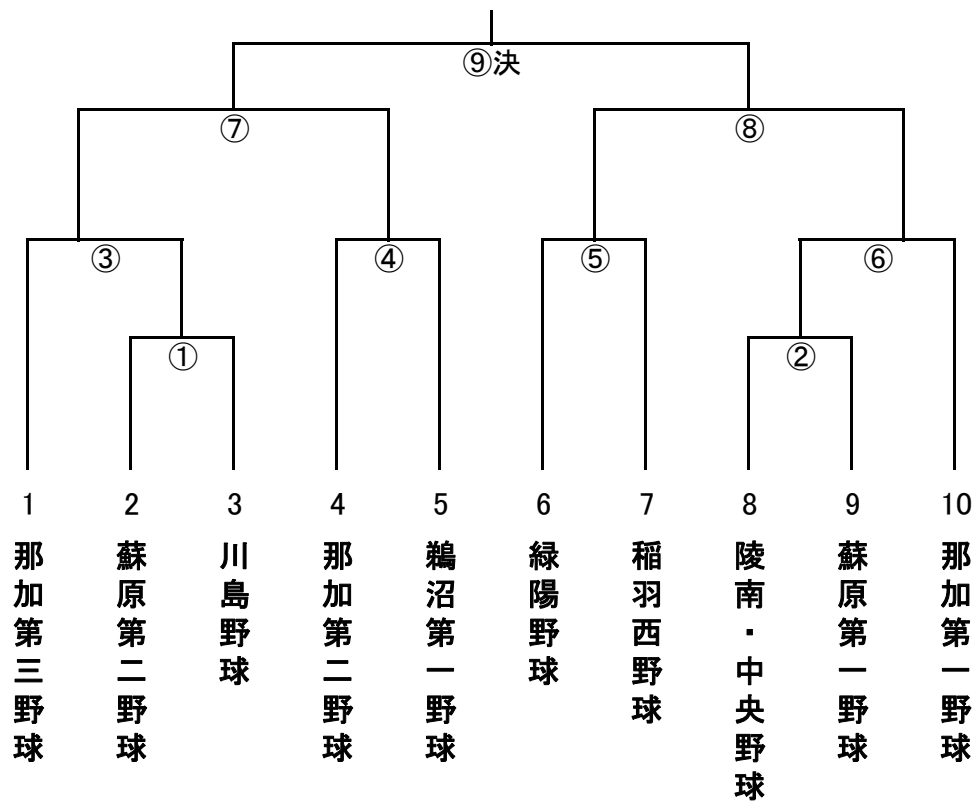 ⑨決
⑦
⑧
③
④
⑤
⑥
①
②
1
2
3
4
5
6
7
8
9
10
那加第三野球
蘇原第二野球
川島野球
那加第二野球
鵜沼第一野球
緑陽野球
稲羽西野球
陵南・中央野球
蘇原第一野球
那加第一野球